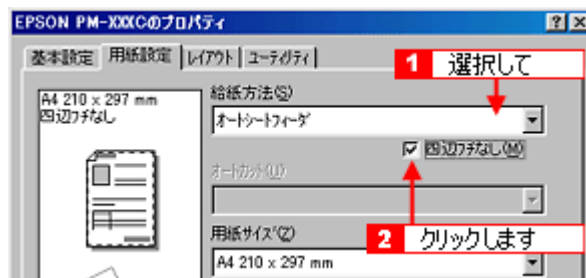 EPSON PM-XXXCのプロパティ
基本設定 用紙設定 レイアウト ユーティリティ
1 選択して
A4 210 x 297 mm
四辺フチなし
給紙方法(S)
オートシートフィーダ
四辺フチなし(M)
オートカット(U)
2 クリックします
用紙サイズ(Z)
A4 210 x 297 mm